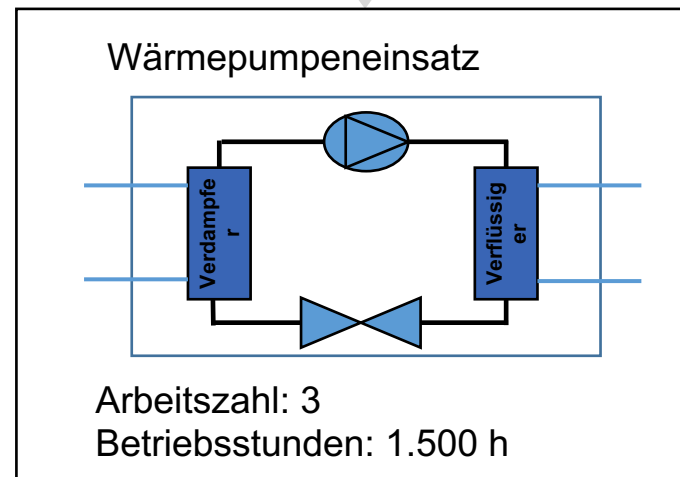 Wärmepumpeneinsatz
Verdampfe
r
Verflüssig
er
Arbeitszahl: 3
Betriebsstunden: 1.500 h